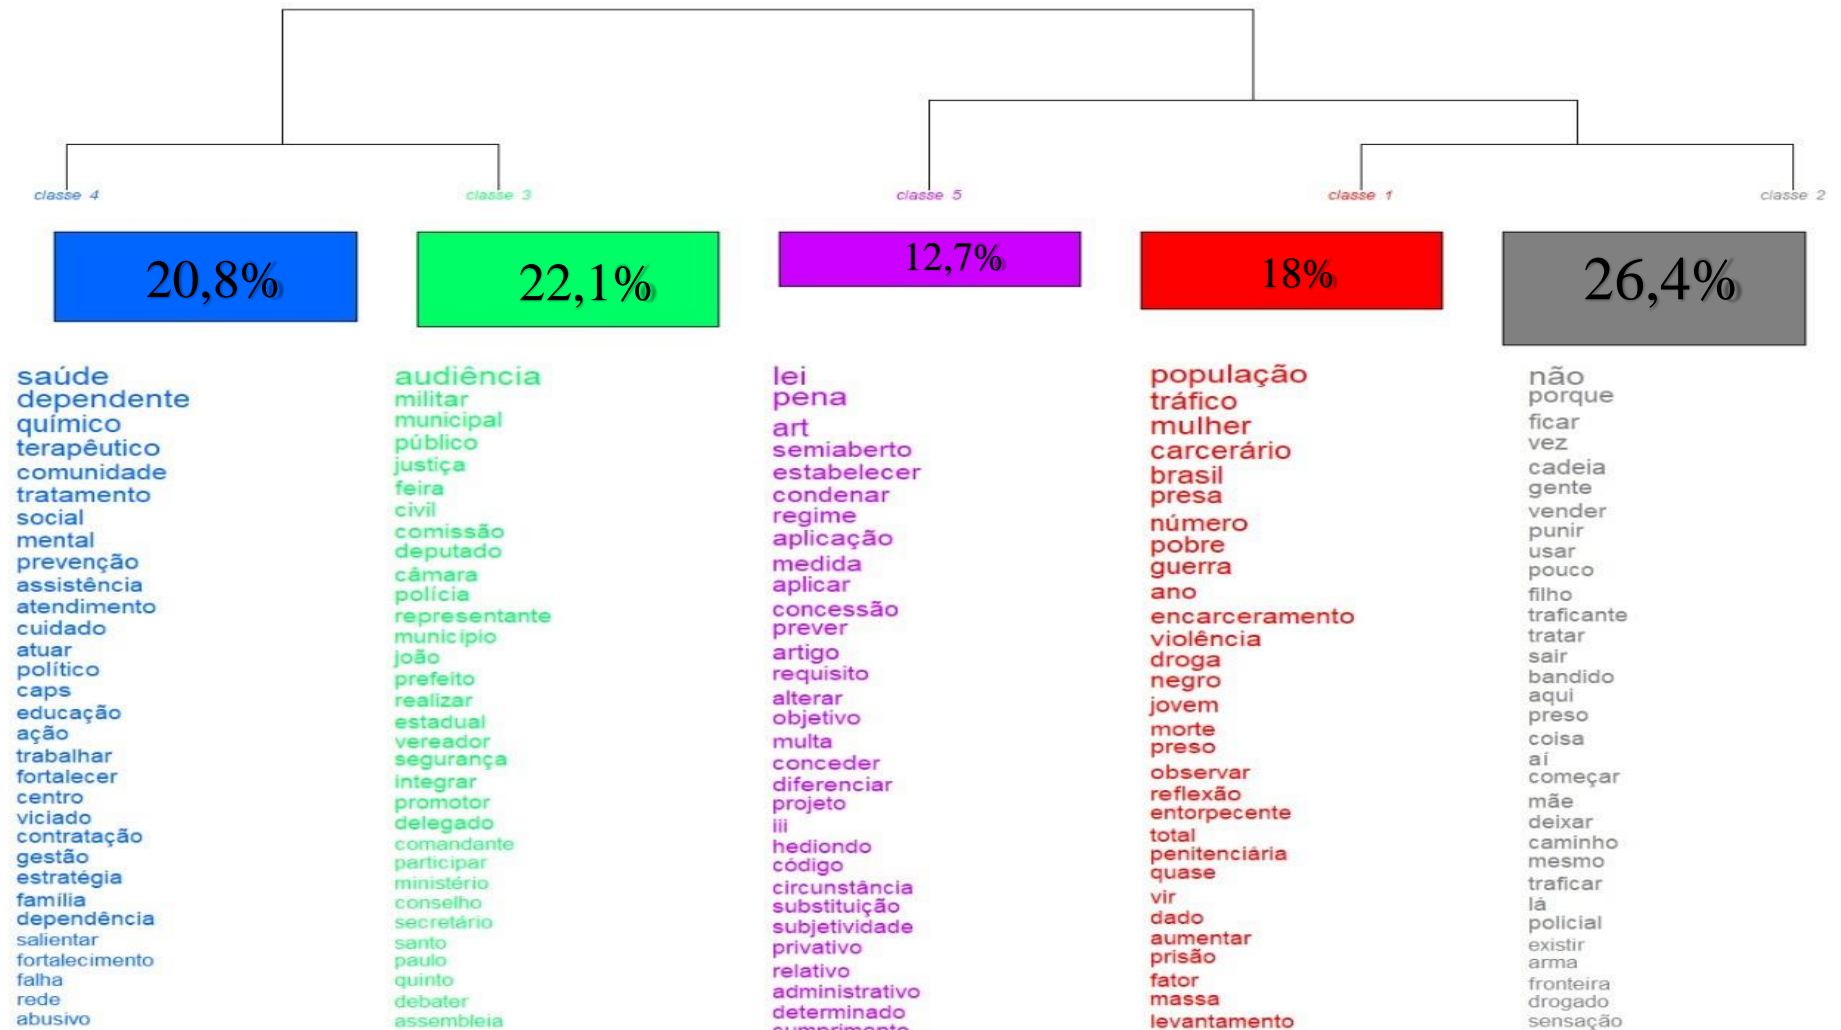 classe 4
classe 3
classe 5
classe 1
classe 2
20,8%
22,1%
12,7%
18%
26,4%
saúde
dependente
químico
terapêutico
comunidade
tratamento
social
mental
prevenção
assistência
atendimento
cuidado
atuar
político
caps
educação
ação
trabalhar
fortalecer
centro
viciado
contratação
gestão
estratégia
família
dependência
salientar
fortalecimento
falha
rede
abusivo
audiência
militar
municipal
público
justiça
feira
civil
comissão
deputado
câmara
polícia
representante
município
joão
prefeito
realizar
estadual
vereador
segurança
integrar
promotor
delegado
comandante
participar
ministério
conselho
secretário
santo
paulo
quinto
debater
assembleia
lei
pena
art
semiaberto
estabelecer
condenar
regime
aplicação
medida
aplicar
concessão
prever
artigo
requisito
alterar
objetivo
multa
conceder
diferenciar
projeto
iii
hediondo
código
circunstância
substituição
subjetividade
privativo
relativo
administrativo
determinado
cumprimento
população
tráfico
mulher
carcerário
brasil
presa
número
pobre
guerra
ano
encarceramento
violência
droga
negro
jovem
morte
preso
observar
reflexão
entorpecente
total
penitenciária
quase
vir
dado
aumentar
prisão
fator
massa
levantamento
não
porque
ficar
vez
cadeia
gente
vender
punir
usar
pouco
filho
traficante
tratar
sair
bandido
aqui
preso
coisa
aí
começar
mãe
deixar
caminho
mesmo
traficar
lá
policial
existir
arma
fronteira
drogado
sensação